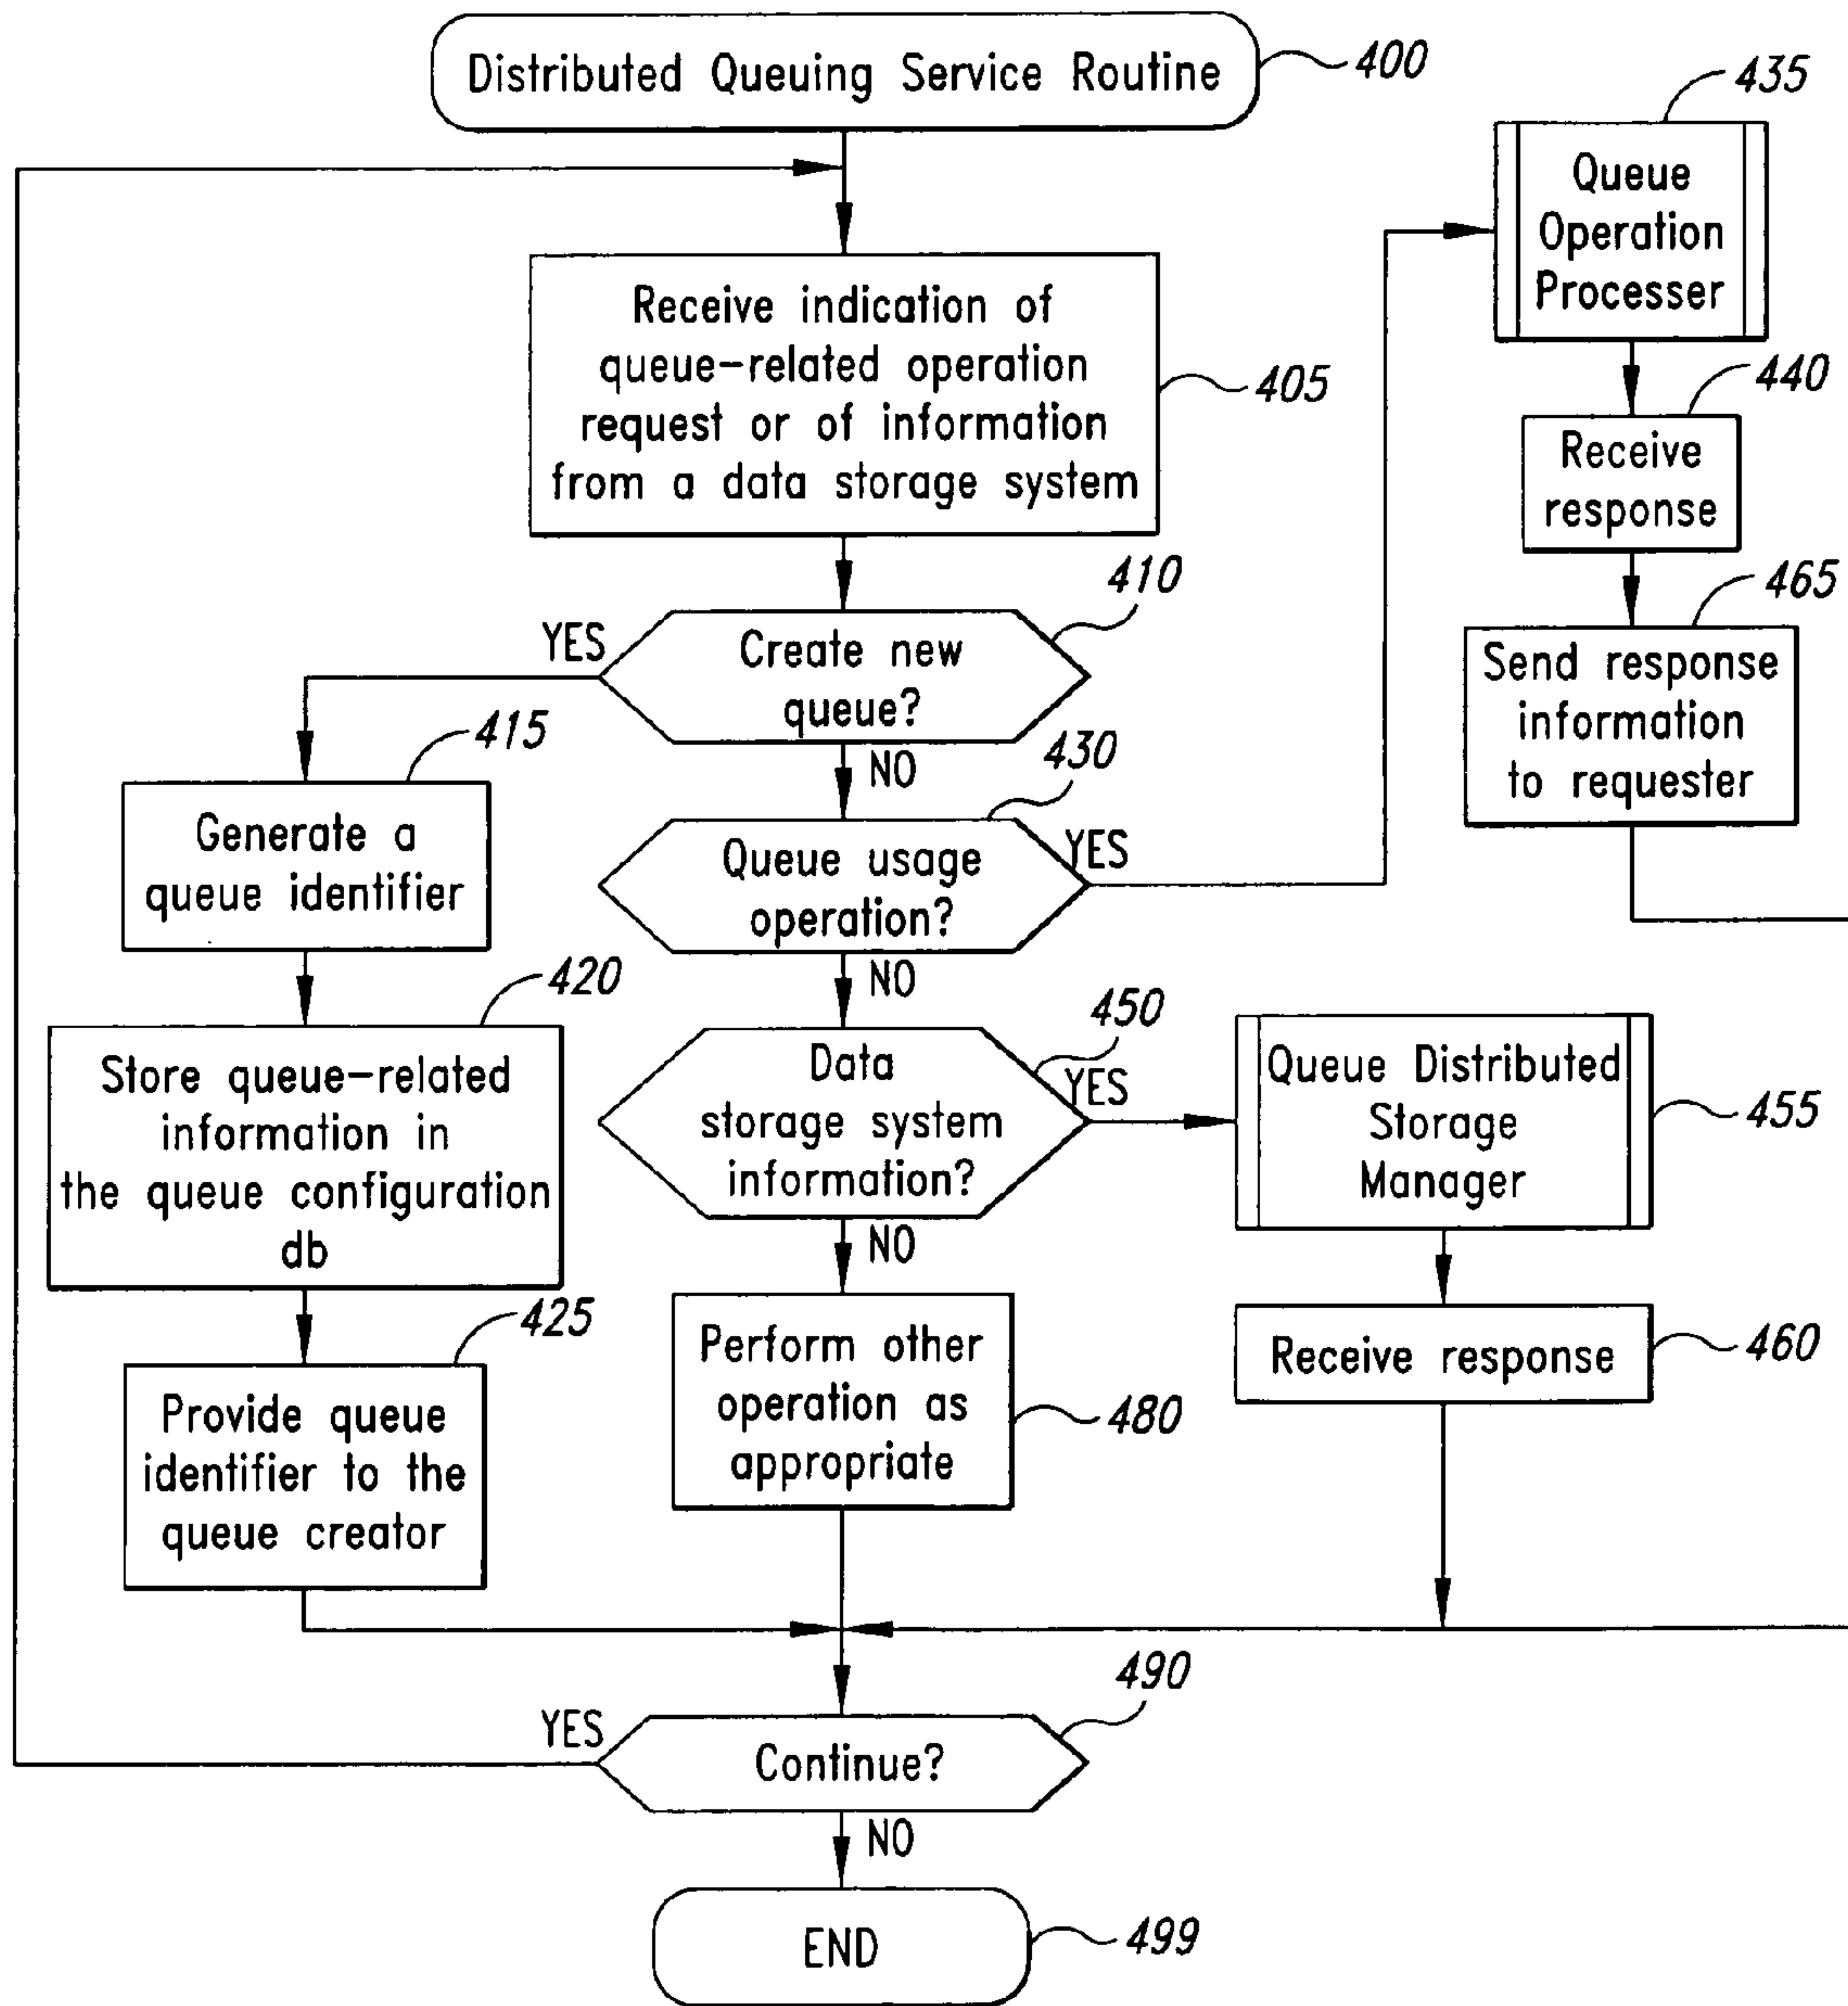 Distributed Queuing Service Routine
400
Receive indication of
queue-related operation
request or of information
from a data storage system
405
410
Create new
queue?
YES
NO
415
Generate a
queue identifier
420
Store queue-related
information in
the queue configuration
db
425
Provide queue
identifier to the
queue creator
430
Queue usage
operation?
YES
NO
435
Queue
Operation
Processer
440
Receive
response
465
Send response
information
to requester
450
Data
storage system
information?
YES
NO
Queue Distributed
Storage
Manager
455
Receive response
460
Perform other
operation as
appropriate
480
490
Continue?
YES
NO
END
499